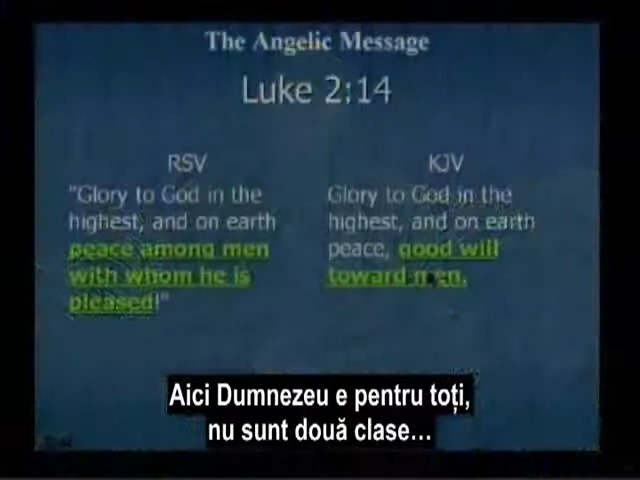 The Angelic Message
Luke 2:14
RSV
"Glory to God in the
highest, and on earth
peace among men
with whom he is
pleased!"
KJV
Glory to God in the
highest, and on earth
peace, good will
toward men.
Aici Dumnezeu e pentru toți,
nu sunt două clase…